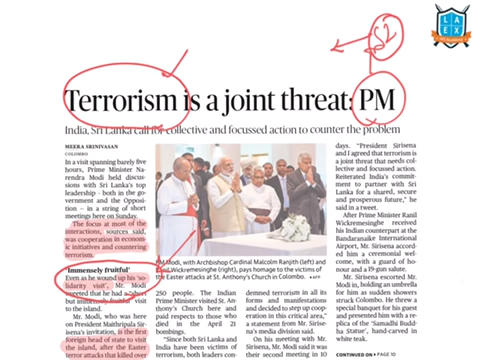 S2
LA
EX
Terrorism is a joint threat: PM
India, Sri Lanka call for collective and focussed action to counter the problem
MEERA SRINIVASAN
COLOMBO
In a visit spanning barely five
hours, Prime Minister Na-
rendra Modi held discus-
sions with Sri Lanka's top
leadership – both in the
government and the Opposi-
tion – in a string of short
meetings here on Sunday.
The focus at most of the
interactions, sources said,
was cooperation in econom-
ic initiatives and countering
terrorism.
'Immensely fruitful'
Even as he wound up his 'so-
lidarity visit', Mr. Modi
tweeted that he had a "short
but immensely fruitful" visit
to the island.
Mr. Modi, who was here
on President Maithripala Sir-
isena's invitation, is the first
foreign head of state to visit
the island, after the Easter
terror attacks that killed over
PM Modi, with Archbishop Cardinal Malcolm Ranjith (left) and
Ranil Wickremesinghe (right), pays homage to the victims of
the Easter attacks at St. Anthony's Church in Colombo.
250 people. The Indian
Prime Minister visited St. An-
thony's Church here and
paid respects to those who
died in the April 21
bombings.
"Since both Sri Lanka and
India have been victims of
terrorism, both leaders con-
demned terrorism in all its
forms and manifestations
and decided to step up coop-
eration in this critical area,"
a statement from Mr. Sirise-
na's media division said.
On his meeting with Mr.
Sirisena, Mr. Modi said it was
their second meeting in 10
days. "President Sirisena
and I agreed that terrorism is
a joint threat that needs col-
lective and focused action.
Reiterated India's commit-
ment to partner with Sri
Lanka for a shared, secure
and prosperous future," he
said in a tweet.
After Prime Minister Ranil
Wickremesinghe received
his Indian counterpart at the
Bandaranaike International
Airport, Mr. Sirisena accord-
ed him a ceremonial wel-
come, with a guard of ho-
nour and a 19-gun salute.
Mr. Sirisena escorted Mr.
Modi in, holding an umbrella
for him as sudden showers
struck Colombo. He threw a
special banquet for his guest
and presented him with a re-
plica of the 'Samadhi Buddha
Statue', hand-carved in
white teak.
CONTINUED ON PAGE 10